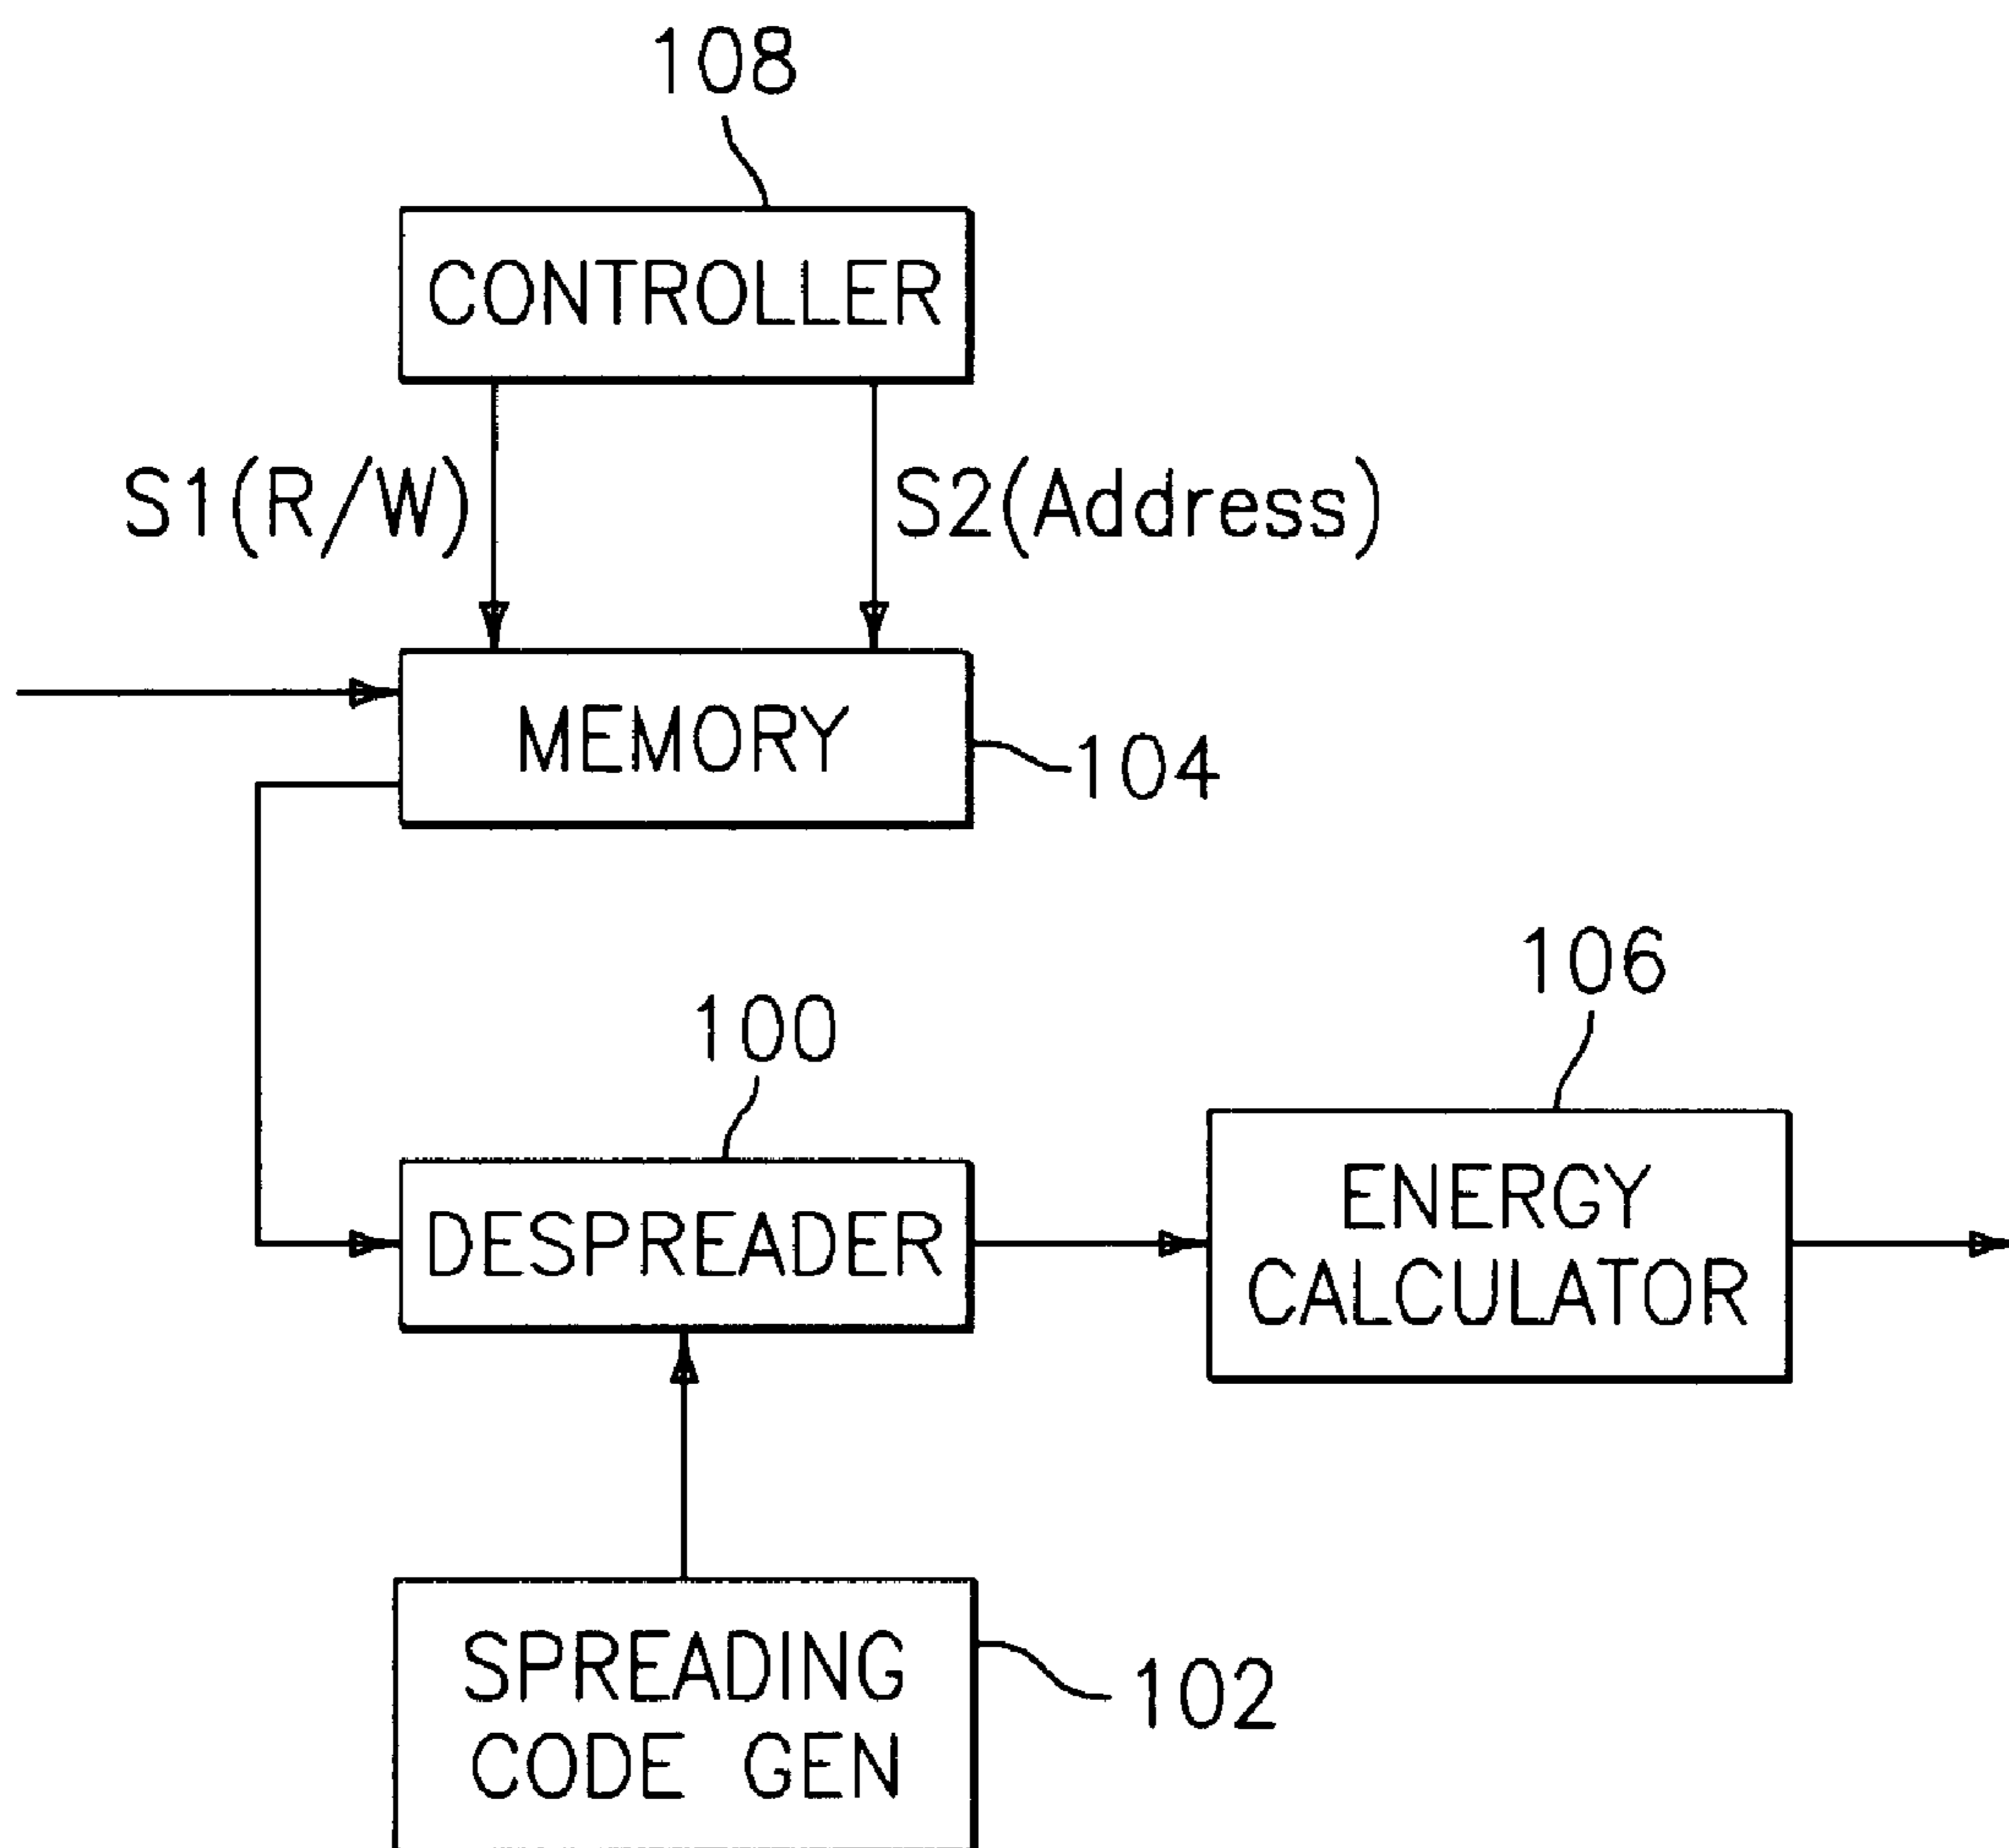 108
CONTROLLER
S1(R/W)
S2(Address)
MEMORY
104
106
100
ENERGY
CALCULATOR
DESPREADER
SPREADING
CODE GEN
102